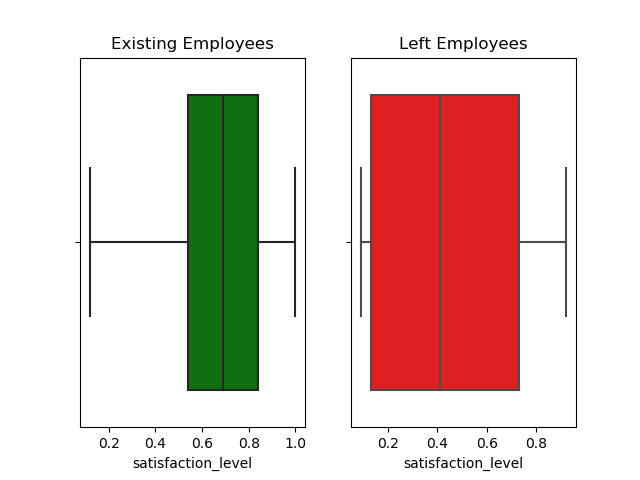 Existing Employees
Left Employees
0.2 0.4 0.6 0.8 1.0
0.2 0.4 0.6 0.8
satisfaction_level
satisfaction_level